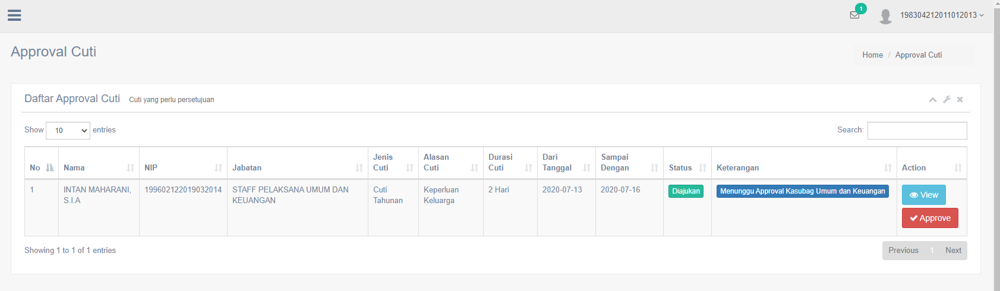 1
198304212011012013
Approval Cuti
Home / Approval Cuti
Daftar Approval Cuti Cuti yang perlu persetujuan
Show 10 entries
Search:
No Nama NIP Jabatan Jenis Cuti Alasan Cuti Durasi Cuti Dari Tanggal Sampai Dengan Status Keterangan Action
1 INTAN MAHARANI, S.I.A 199602122019032014 STAFF PELAKSANA UMUM DAN KEUANGAN Cuti Tahunan Keperluan Keluarga 2 Hari 2020-07-13 2020-07-16 Diajukan Menunggu Approval Kasubag Umum dan Keuangan View
Approve
Showing 1 to 1 of 1 entries
Previous 1 Next